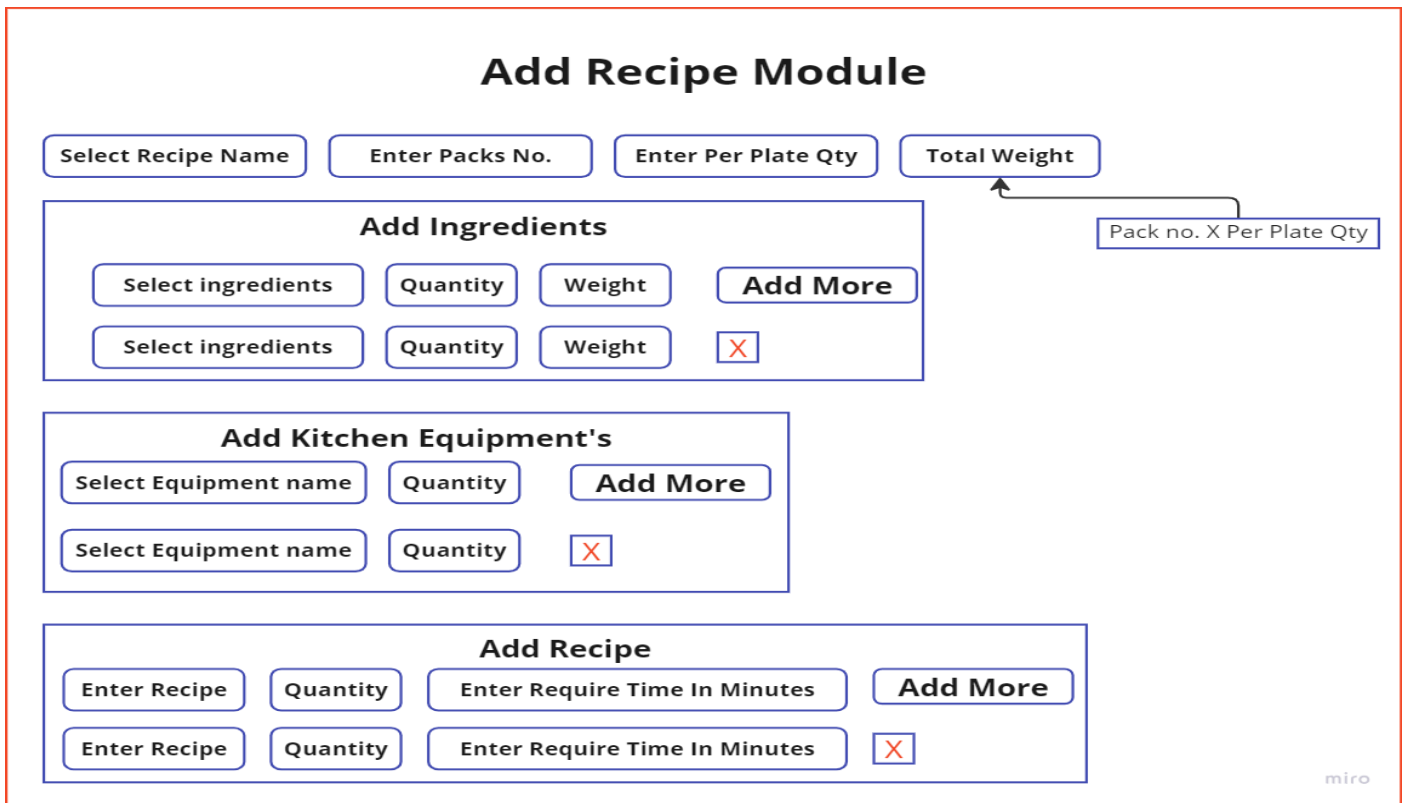 Add Recipe Module
Select Recipe Name Enter Packs No. Enter Per Plate Qty Total Weight
Pack no. X Per Plate Qty
Add Ingredients
Select ingredients Quantity Weight Add More
Select ingredients Quantity Weight X
Add Kitchen Equipment's
Select Equipment name Quantity Add More
Select Equipment name Quantity X
Add Recipe
Enter Recipe Quantity Enter Require Time In Minutes Add More
Enter Recipe Quantity Enter Require Time In Minutes X
miro